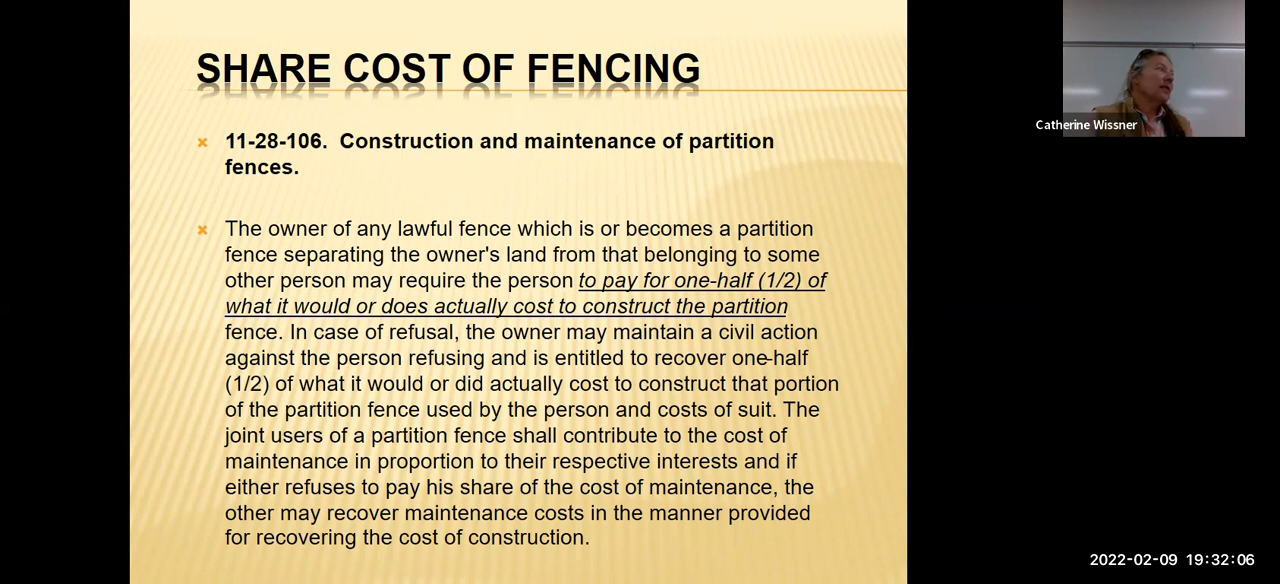 SHARE COST OF FENCING
11-28-106.  Construction and maintenance of partition
fences.
The owner of any lawful fence which is or becomes a partition
fence separating the owner's land from that belonging to some
other person may require the person to pay for one-half (1/2) of
what it would or does actually cost to construct the partition
fence. In case of refusal, the owner may maintain a civil action
against the person refusing and is entitled to recover one-half
(1/2) of what it would or did actually cost to construct that portion
of the partition fence used by the person and costs of suit. The
joint users of a partition fence shall contribute to the cost of
maintenance in proportion to their respective interests and if
either refuses to pay his share of the cost of maintenance, the
other may recover maintenance costs in the manner provided
for recovering the cost of construction.
Catherine Wissner
2022-02-09 19:32:06